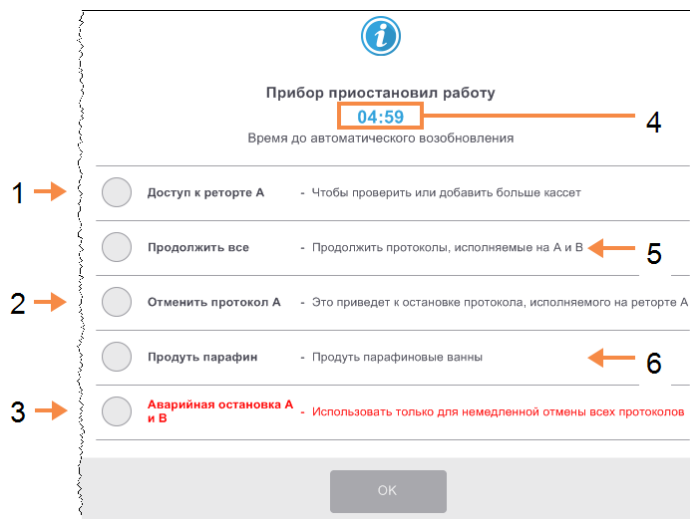 i
Прибор приостановил работу
04:59
4
Время до автоматического возобновления
1
Доступ к реторте А - Чтобы проверить или добавить больше кассет
Продолжить все - Продолжить протоколы, исполняемые на А и В
5
2
Отменить протокол А - Это приведет к остановке протокола, исполняемого на реторте А
Продуть парафин - Продуть парафиновые ванны
6
3
Аварийная остановка А
и В
- Использовать только для немедленной отмены всех протоколов
OK